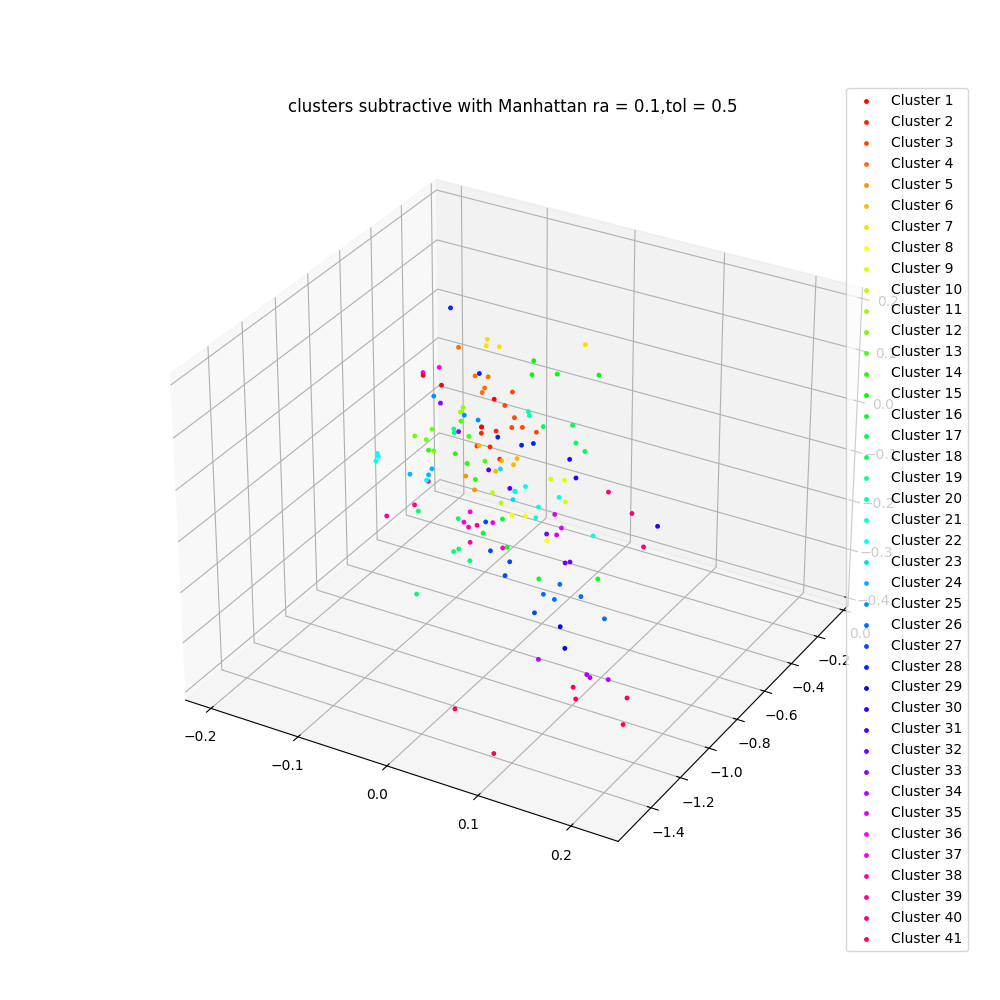 clusters subtractive with Manhattan ra = 0.1,tol = 0.5
Cluster 1
Cluster 2
Cluster 3
Cluster 4
Cluster 5
Cluster 6
Cluster 7
Cluster 8
Cluster 9
Cluster 10
Cluster 11
Cluster 12
Cluster 13
Cluster 14
Cluster 15
Cluster 16
Cluster 17
Cluster 18
Cluster 19
Cluster 20
Cluster 21
Cluster 22
Cluster 23
Cluster 24
Cluster 25
Cluster 26
Cluster 27
Cluster 28
Cluster 29
Cluster 30
Cluster 31
Cluster 32
Cluster 33
Cluster 34
Cluster 35
Cluster 36
Cluster 37
Cluster 38
Cluster 39
Cluster 40
Cluster 41
0.2
0.1
0.0
−0.1
−0.2
−0.3
−0.4
0.0
−0.2
−0.4
−0.6
−0.8
−1.0
−1.2
−1.4
−0.2
−0.1
0.0
0.1
0.2